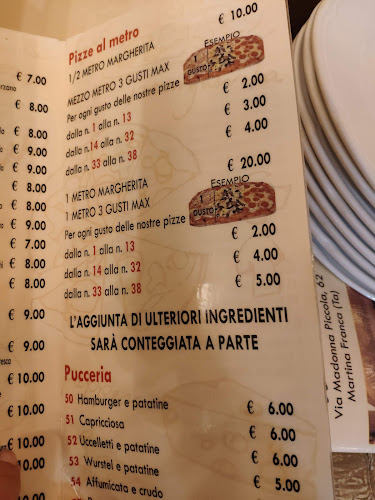 Pizze al metro
1/2 METRO MARGHERITA € 10.00
MEZZO METRO 3 GUSTI MAX
ESEMPIO
1 GUSTO
Per ogni gusto delle nostre pizze
dalla n. 1 alla n. 13 € 2.00
dalla n.14 alla n. 32 € 3.00
dalla n. 33 alla n. 38 € 4.00
1 METRO MARGHERITA € 20.00
1 METRO 3 GUSTI MAX
ESEMPIO
1 GUSTO
Per ogni gusto delle nostre pizze
dalla n. 1 alla n. 13 € 2.00
dalla n. 14 alla n. 32 € 4.00
dalla n. 33 alla n. 38 € 5.00
L'AGGIUNTA DI ULTERIORI INGREDIENTI
SARÀ CONTEGGIATA A PARTE
Pucceria
50 Hamburger e patatine € 6.00
51 Capricciosa € 6.00
52 Uccelletti e patatine € 6.00
53 Wurstel e patatine € 5.00
54 Affumicata e crudo € 5.00
€ 7.00
€ 8.00
€ 8.00
€ 8.00
€ 9.00
€ 9.00
€ 8.00
€ 8.00
€ 9.00
€ 7.00
€ 8.00
€ 8.00
€ 9.00
€ 9.00
€ 10.00
€ 10.00
€ 10.00
Via Madonna Piccola, 62
Martina Franca (Ta)